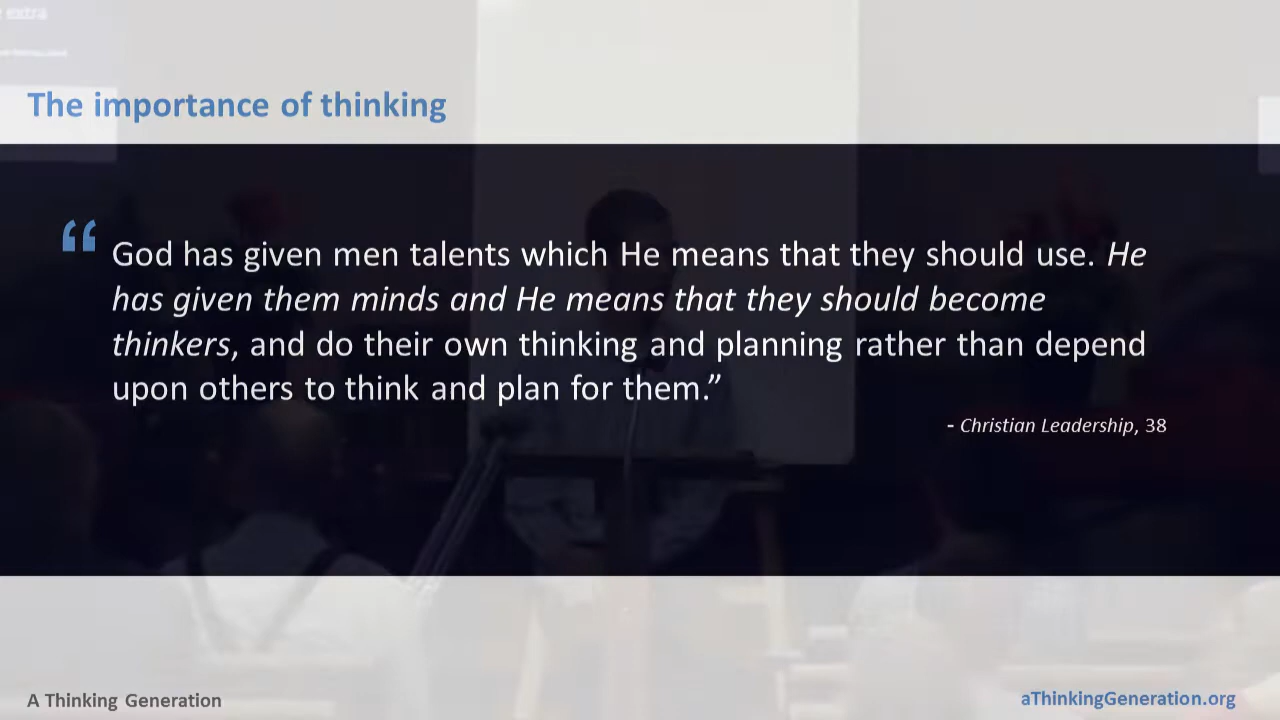 extra
The importance of thinking
“ God has given men talents which He means that they should use. He
has given them minds and He means that they should become
thinkers, and do their own thinking and planning rather than depend
upon others to think and plan for them.”
- Christian Leadership, 38
A Thinking Generation
aThinkingGeneration.org